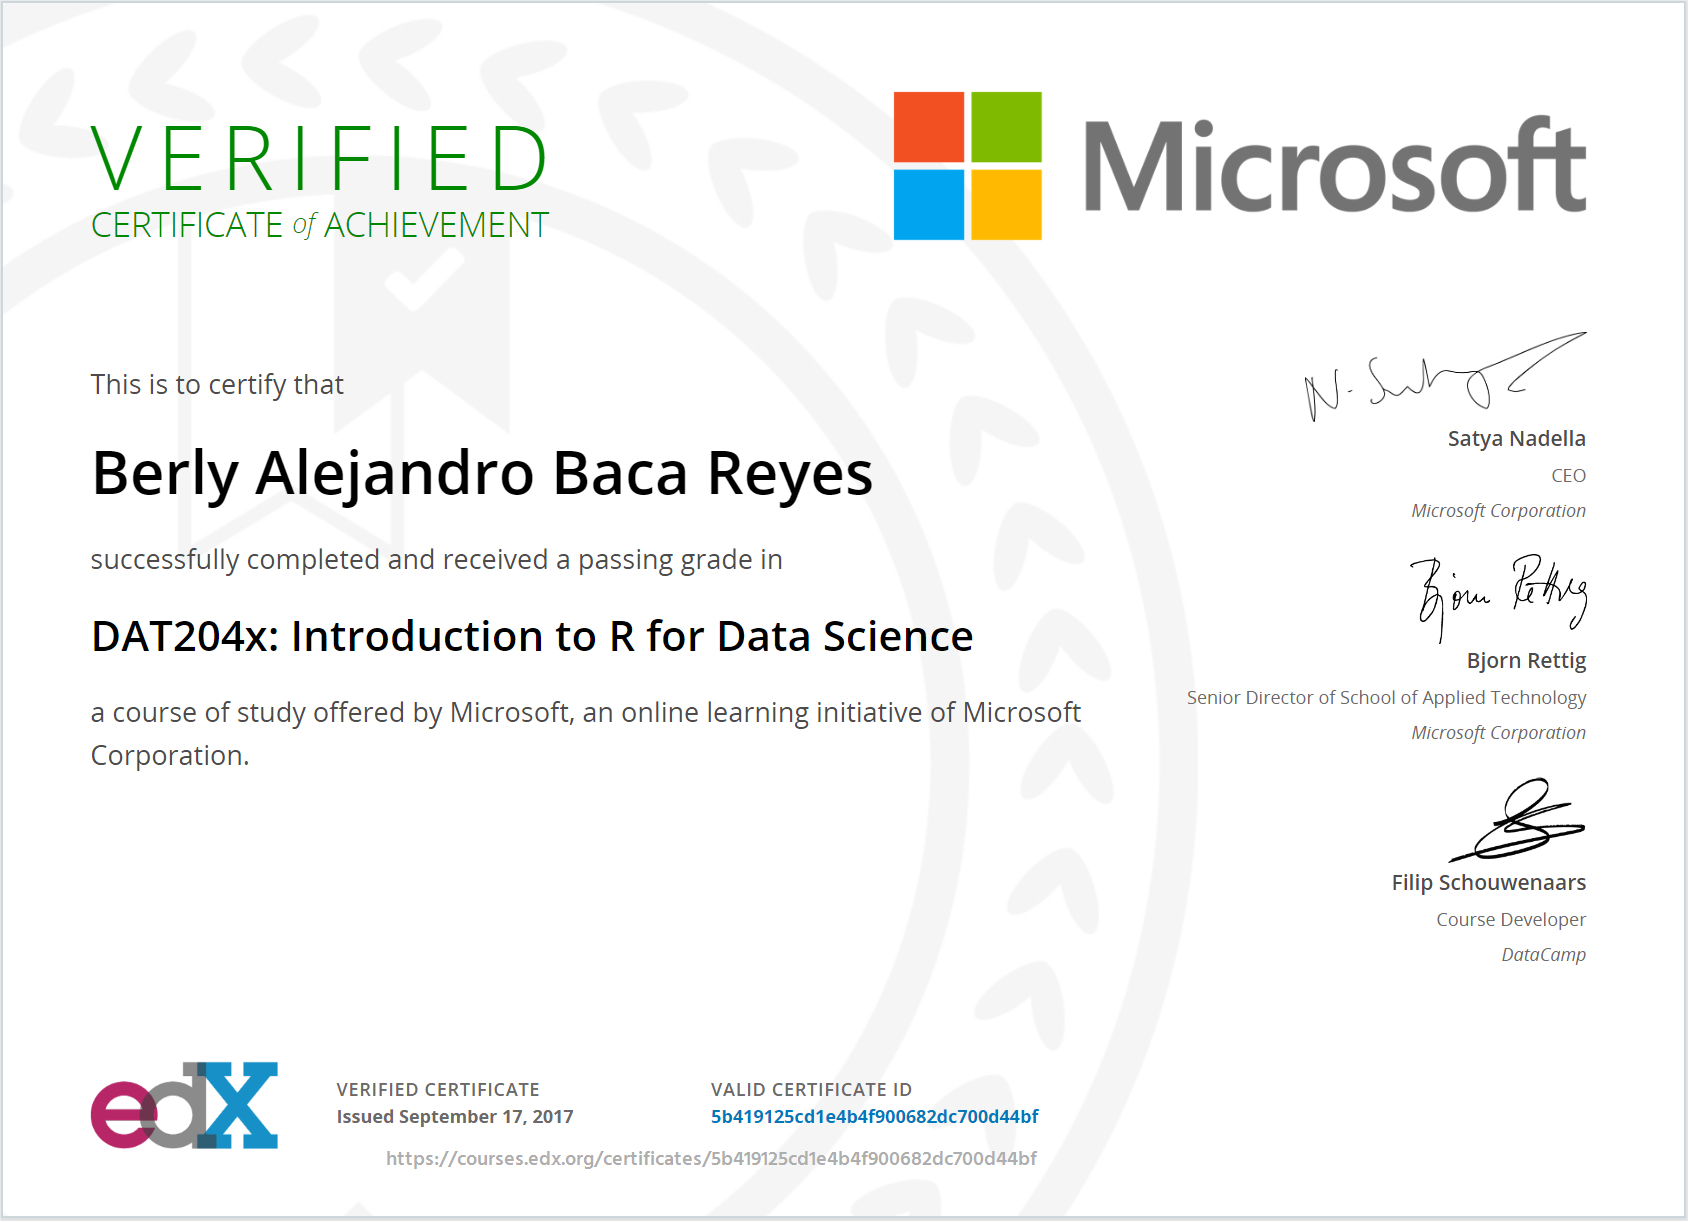 VERIFIED
CERTIFICATE of ACHIEVEMENT
Microsoft
This is to certify that
Berly Alejandro Baca Reyes
successfully completed and received a passing grade in
DAT204x: Introduction to R for Data Science
a course of study offered by Microsoft, an online learning initiative of Microsoft
Corporation.
Satya Nadella
CEO
Microsoft Corporation
Bjorn Rettig
Bjorn Rettig
Senior Director of School of Applied Technology
Microsoft Corporation
Filip Schouwenaars
Course Developer
DataCamp
edX
VERIFIED CERTIFICATE
Issued September 17, 2017
VALID CERTIFICATE ID
5b419125cd1e4b4f900682dc700d44bf
https://courses.edx.org/certificates/5b419125cd1e4b4f900682dc700d44bf